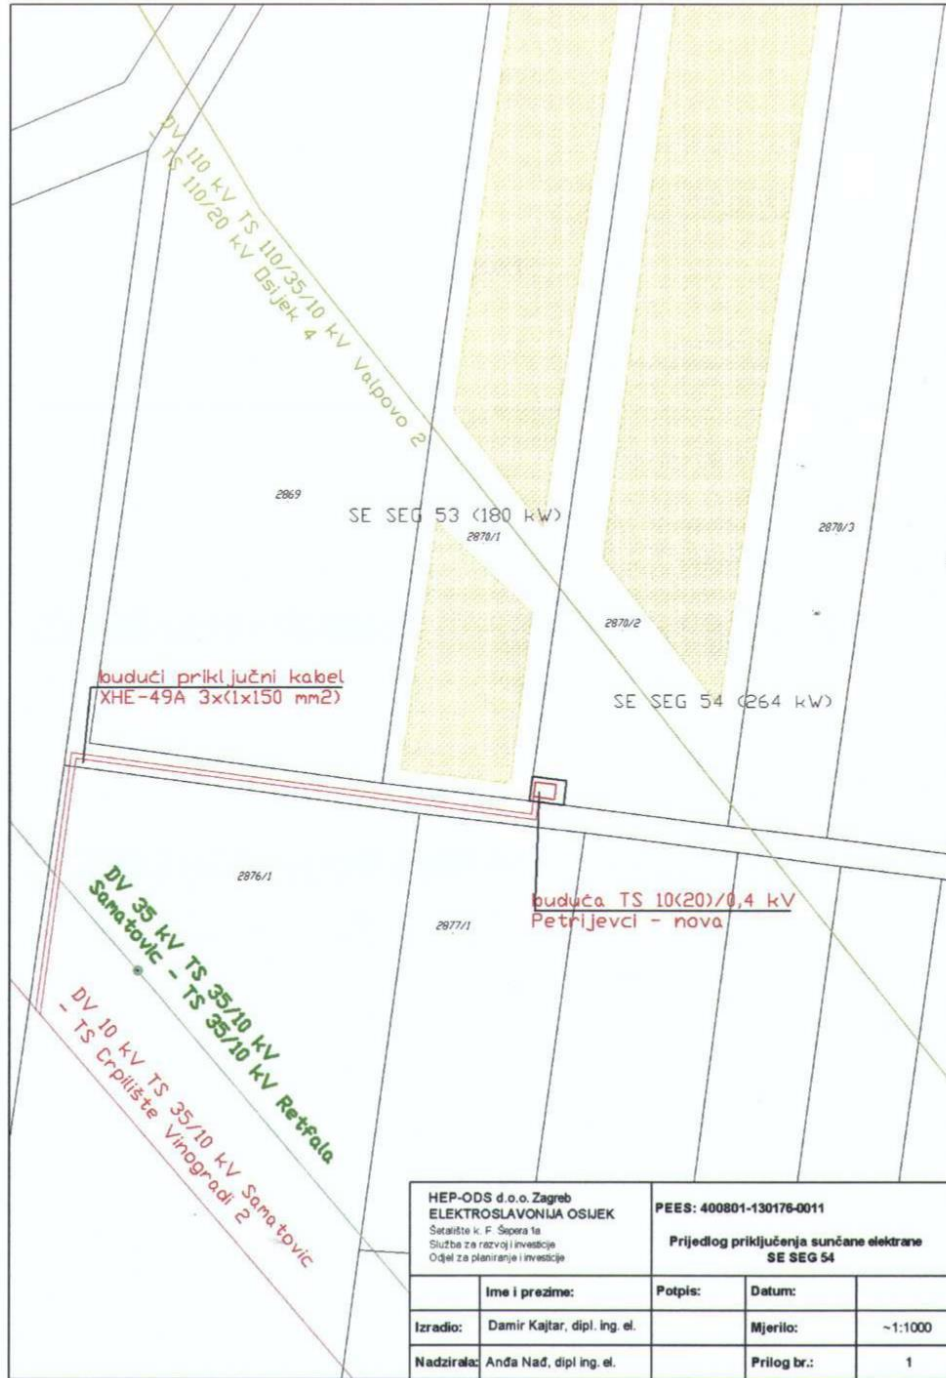 DV 110 kV TS 110/35/10 kV Valpovo 2
- TS 110/20 kV Osijek 4
2869
SE SEG 53 (180 kW)
2870/1
2870/3
2870/2
budući priključni kabel
XHE-49A 3x(1x150 mm2)
SE SEG 54 (264 kW)
2876/1
DV 35 kV TS 35/10 kV
Samatovic - TS 35/10 kV Retfala
2877/1
buduća TS 10(20)/0,4 kV
Petrijevci - nova
DV 10 kV TS 35/10 kV Samatovic
- TS Crpilište Vinogradi 2
HEP-ODS d.o.o. Zagreb
ELEKTROSLAVONIJA OSIJEK
Šetalište k. F. Šepera 1a
Služba za razvoj i investicije
Odjel za planiranje i investicije
PEES: 400801-130176-0011
Prijedlog priključenja sunčane elektrane
SE SEG 54
Ime i prezime:
Potpis:
Datum:
Izradio:
Damir Kajtar, dipl. ing. el.
Mjerilo:
~1:1000
Nadzirala:
Anđa Nađ, dipl ing. el.
Prilog br.:
1